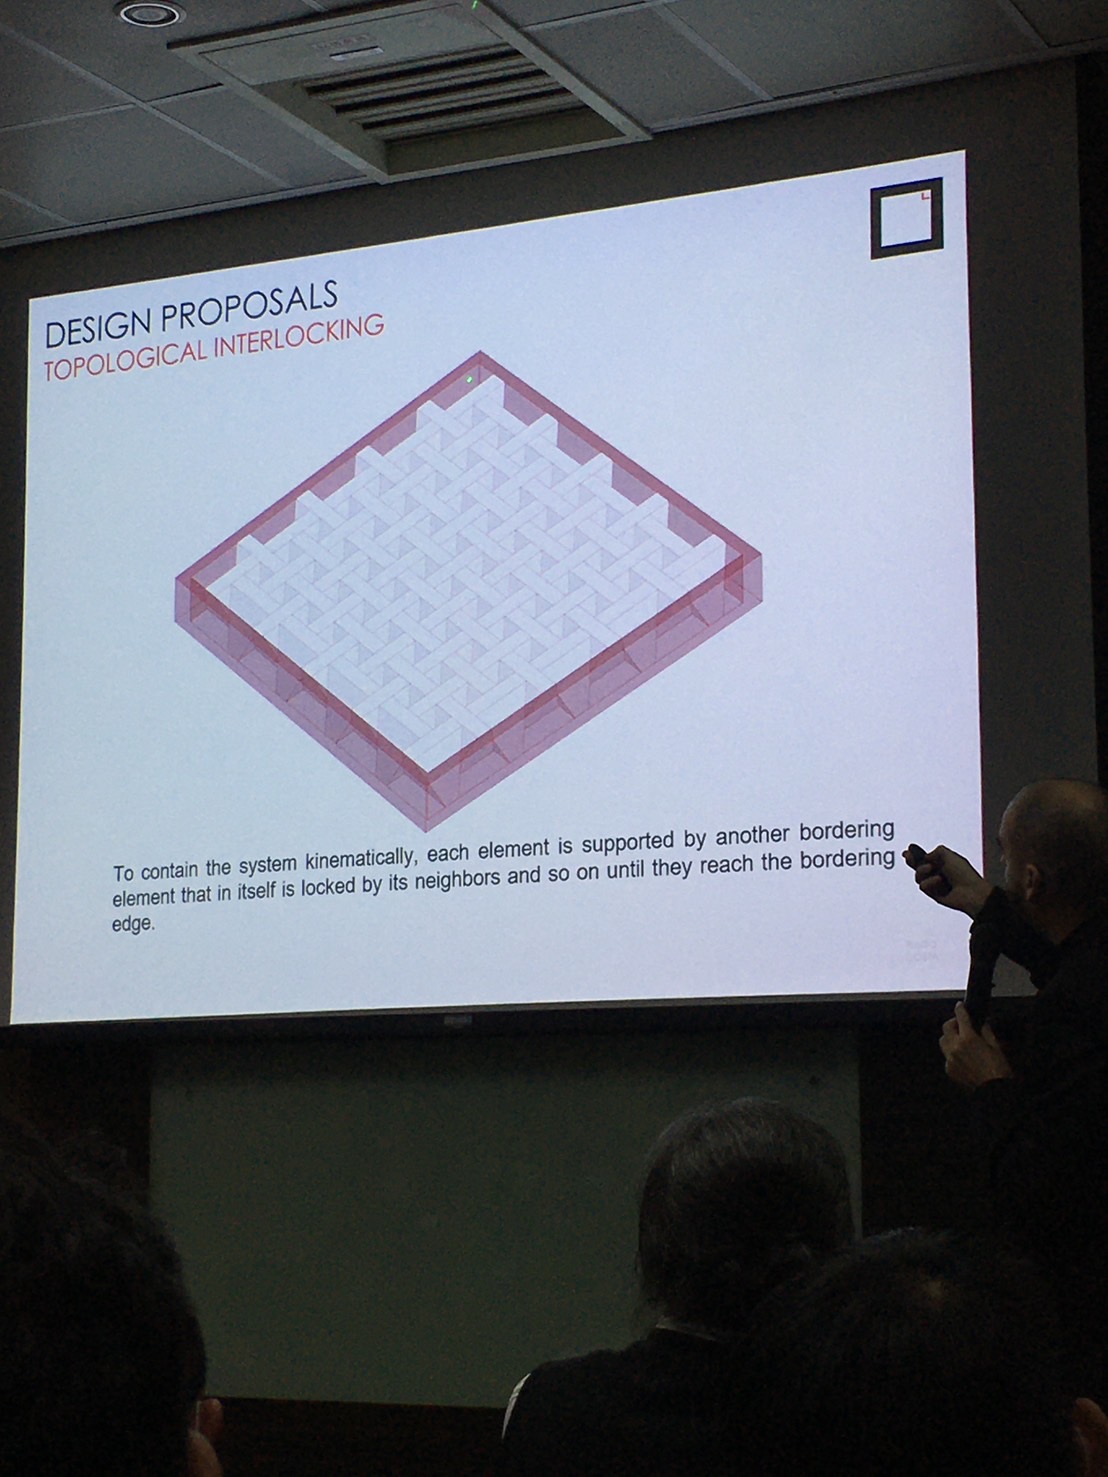 DESIGN PROPOSALS
TOPOLOGICAL INTERLOCKING
To contain the system kinematically, each element is supported by another bordering
element that in itself is locked by its neighbors and so on until they reach the bordering
edge.